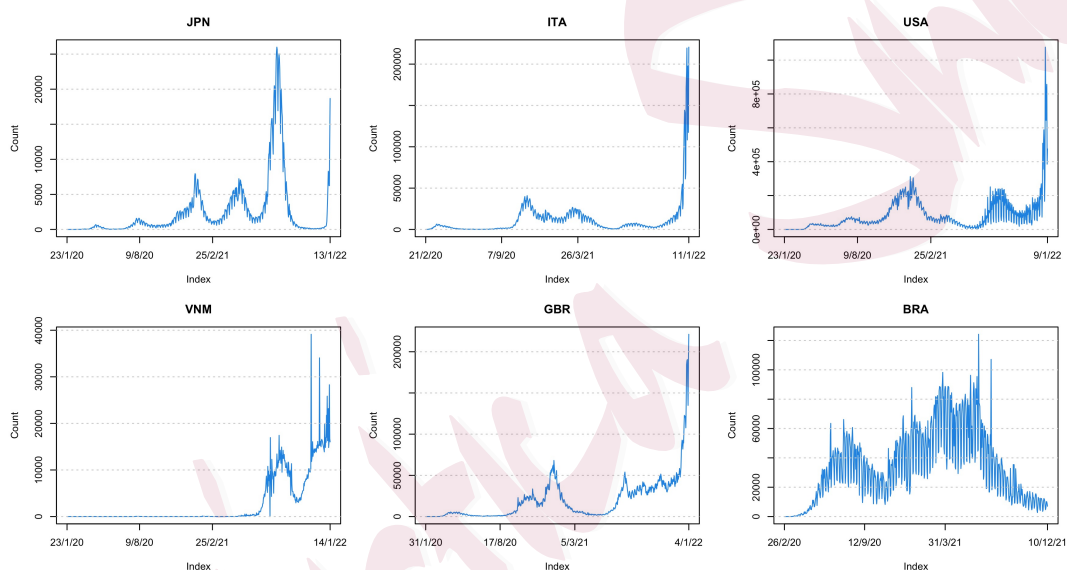 JPN
Count
0
5000
10000
20000
23/1/20
9/8/20
25/2/21
13/1/22
Index
ITA
Count
0
50000
100000
200000
21/2/20
7/9/20
26/3/21
11/1/22
Index
USA
Count
0e+00
4e+05
8e+05
23/1/20
9/8/20
25/2/21
9/1/22
Index
VNM
Count
0
10000
20000
30000
40000
23/1/20
9/8/20
25/2/21
14/1/22
Index
GBR
Count
0
50000
100000
200000
31/1/20
17/8/20
5/3/21
4/1/22
Index
BRA
Count
0
20000
60000
100000
26/2/20
12/9/20
31/3/21
10/12/21
Index